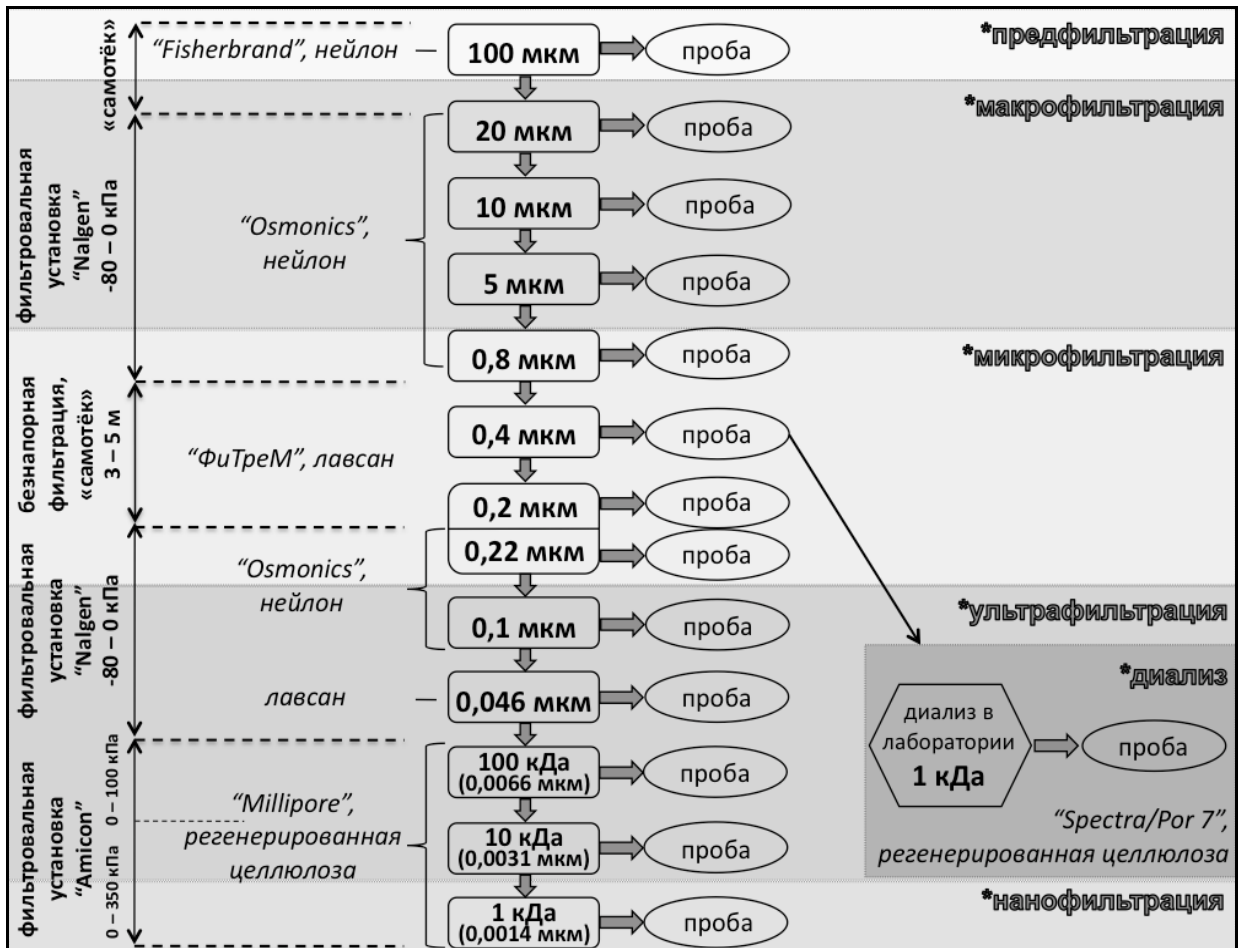 *предфильтрация
“Fisherbrand”, нейлон
100 мкм
проба
«самотёк»
*макрофильтрация
20 мкм
проба
10 мкм
проба
5 мкм
проба
“Osmonics”,
нейлон
фильтровальная
установка
“Nalgen”
-80 – 0 кПа
*микрофильтрация
0,8 мкм
проба
0,4 мкм
проба
“ФиТреМ”, лавсан
безнапорная
фильтрация,
«самотёк»
3 – 5 м
0,2 мкм
проба
0,22 мкм
проба
“Osmonics”,
нейлон
фильтровальная
установка
“Nalgen”
-80 – 0 кПа
*ультрафильтрация
0,1 мкм
проба
лавсан
0,046 мкм
проба
100 кДа
(0,0066 мкм)
проба
“Millipore”,
регенерированная
целлюлоза
10 кДа
(0,0031 мкм)
проба
фильтровальная
установка
“Amicon”
0 – 350 кПа
0 – 100 кПа
*нанофильтрация
1 кДа
(0,0014 мкм)
проба
*диализ
диализ в
лаборатории
1 кДа
проба
“Spectra/Por 7”,
регенерированная целлюлоза